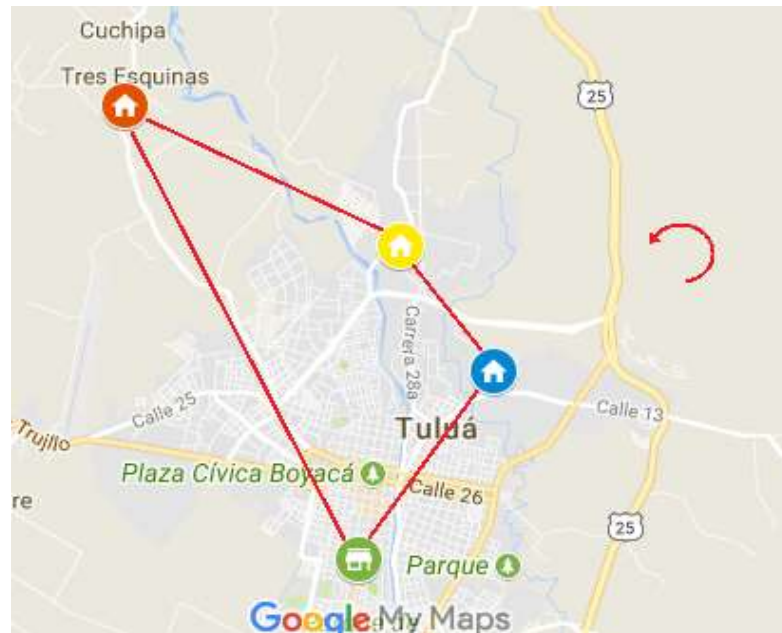 Cuchipa
Tres Esquinas
25
Carrera 28a
Calle 25
Calle 13
Tuluá
Trujillo
Plaza Cívica Boyacá
Calle 26
re
25
Parque
Google My Maps